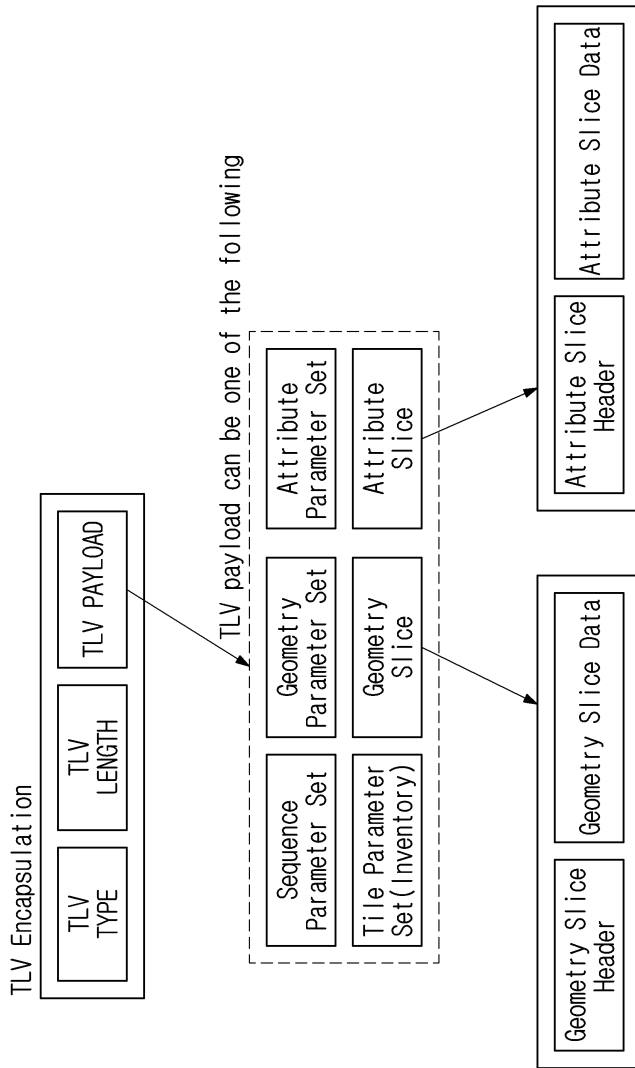 TLV Encapsulation
TLV
TYPE
TLV
LENGTH
TLV PAYLOAD
TLV payload can be one of the following
Sequence
Parameter Set
Geometry
Parameter Set
Attribute
Parameter Set
Tile Parameter
Set(Inventory)
Geometry
Slice
Attribute
Slice
Geometry Slice
Header
Geometry Slice Data
Attribute Slice
Header
Attribute Slice Data